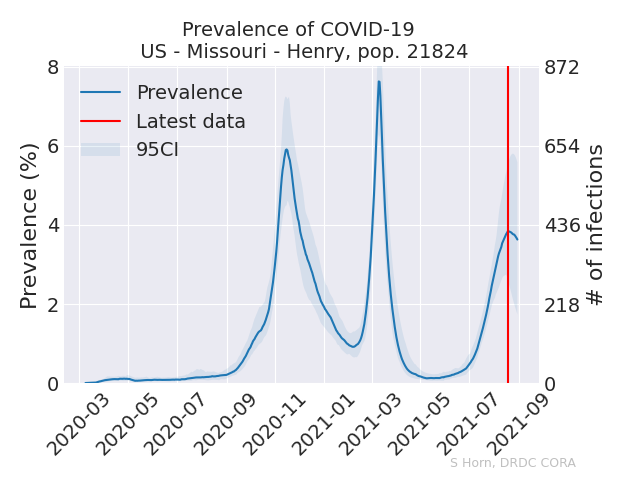 Prevalence of COVID-19
US - Missouri - Henry, pop. 21824
Prevalence (%)
8
6
4
2
0
Prevalence
Latest data
95CI
872
654
436
218
0
# of infections
2020-03
2020-05
2020-07
2020-09
2020-11
2021-01
2021-03
2021-05
2021-07
2021-09
S Horn, DRDC CORA